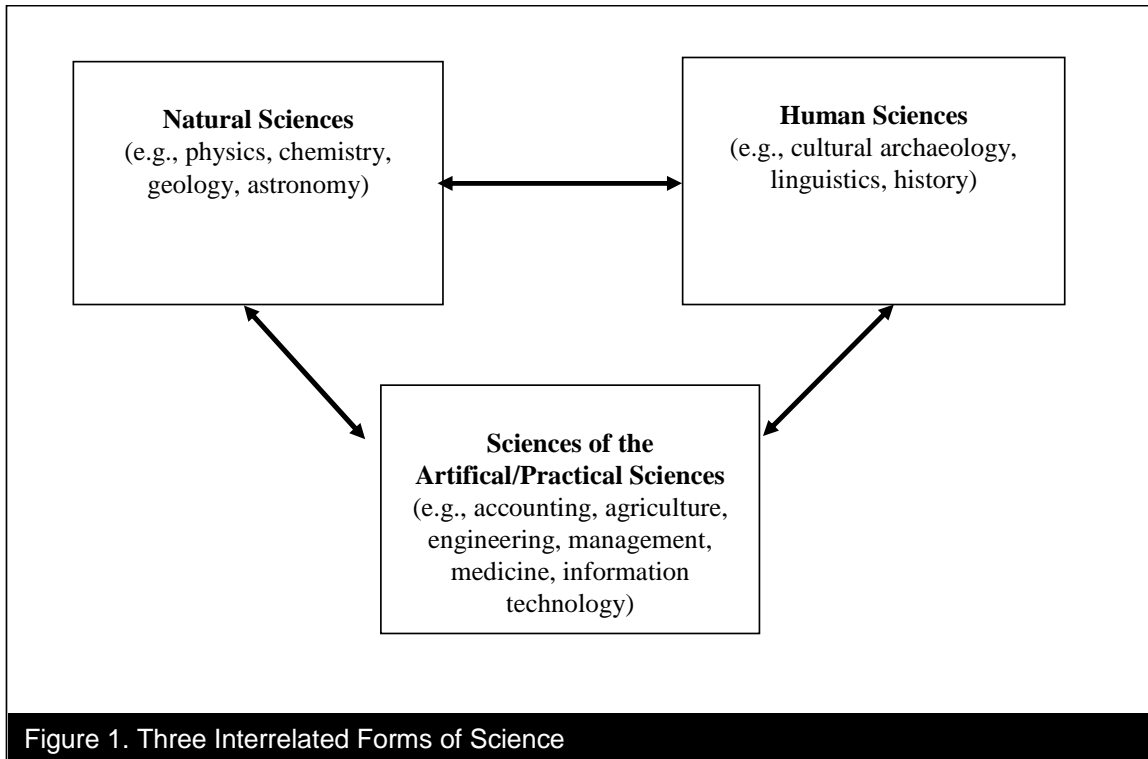 Natural Sciences
(e.g., physics, chemistry,
geology, astronomy)
Human Sciences
(e.g., cultural archaeology,
linguistics, history)
Sciences of the
Artifical/Practical Sciences
(e.g., accounting, agriculture,
engineering, management,
medicine, information
technology)
Figure 1. Three Interrelated Forms of Science